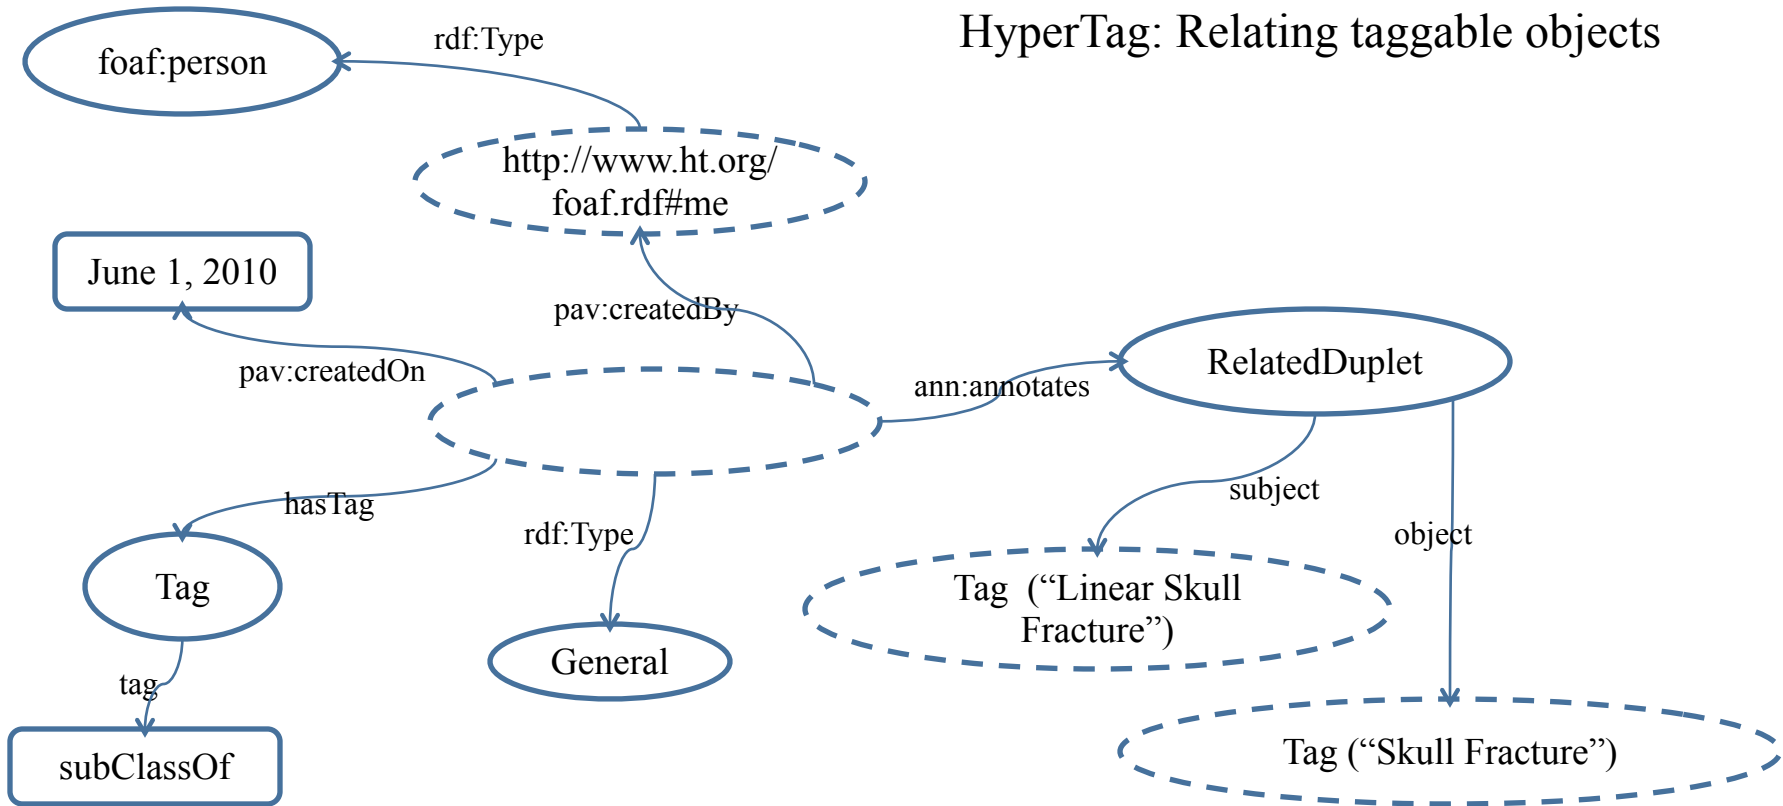 HyperTag: Relating taggable objects
rdf:Type
foaf:person
http://www.ht.org/
foaf.rdf#me
June 1, 2010
pav:createdBy
pav:createdOn
ann:annotates
RelatedDuplet
hasTag
rdf:Type
subject
object
Tag
Tag (“Linear Skull
Fracture”)
General
tag
subClassOf
Tag (“Skull Fracture”)